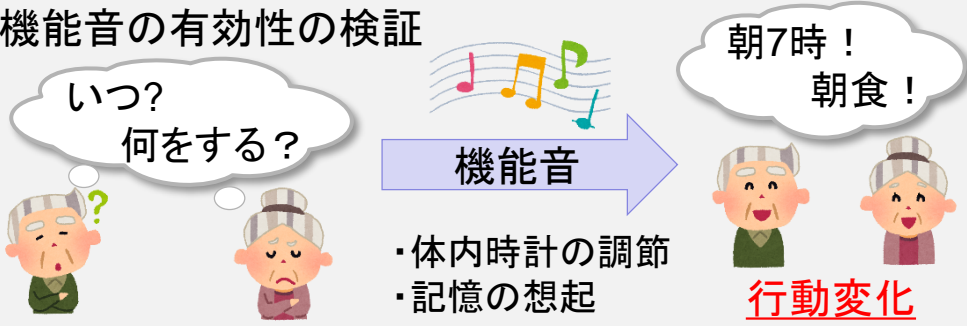 機能音の有効性の検証
いつ?
何をする？
?
機能音
・体内時計の調節
・記憶の想起
朝7時！
朝食！
行動変化